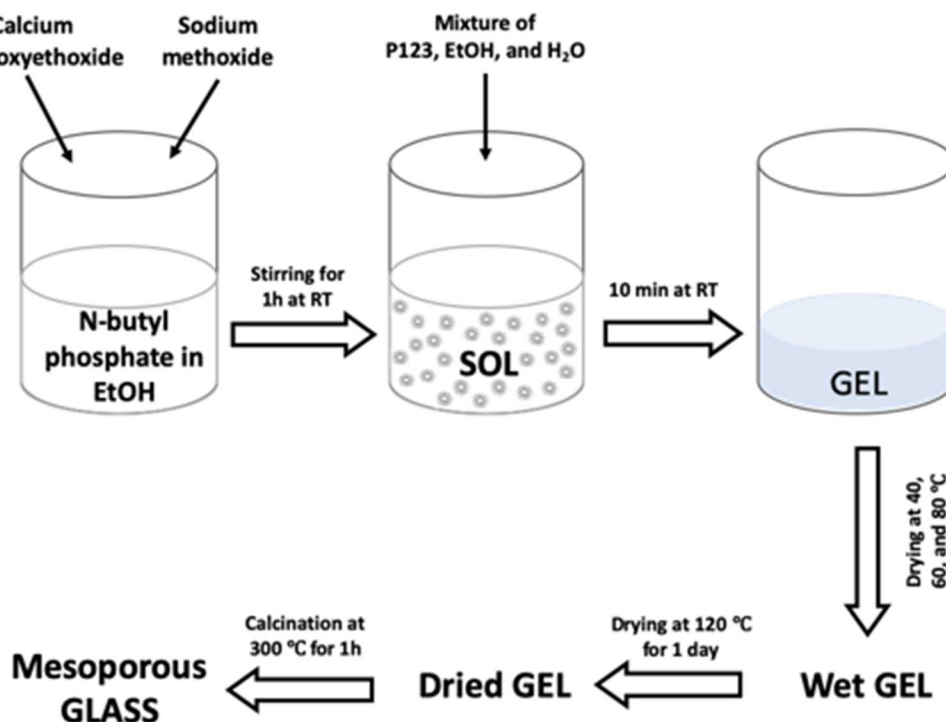 Calcium
oxyethoxide
Sodium
methoxide
Mixture of
P123, EtOH, and H₂O
N-butyl
phosphate in
EtOH
Stirring for
1h at RT
SOL
10 min at RT
GEL
Drying at 40,
60, and 80 °C
Wet GEL
Drying at 120 °C
for 1 day
Dried GEL
Calcination at
300 °C for 1h
Mesoporous
GLASS